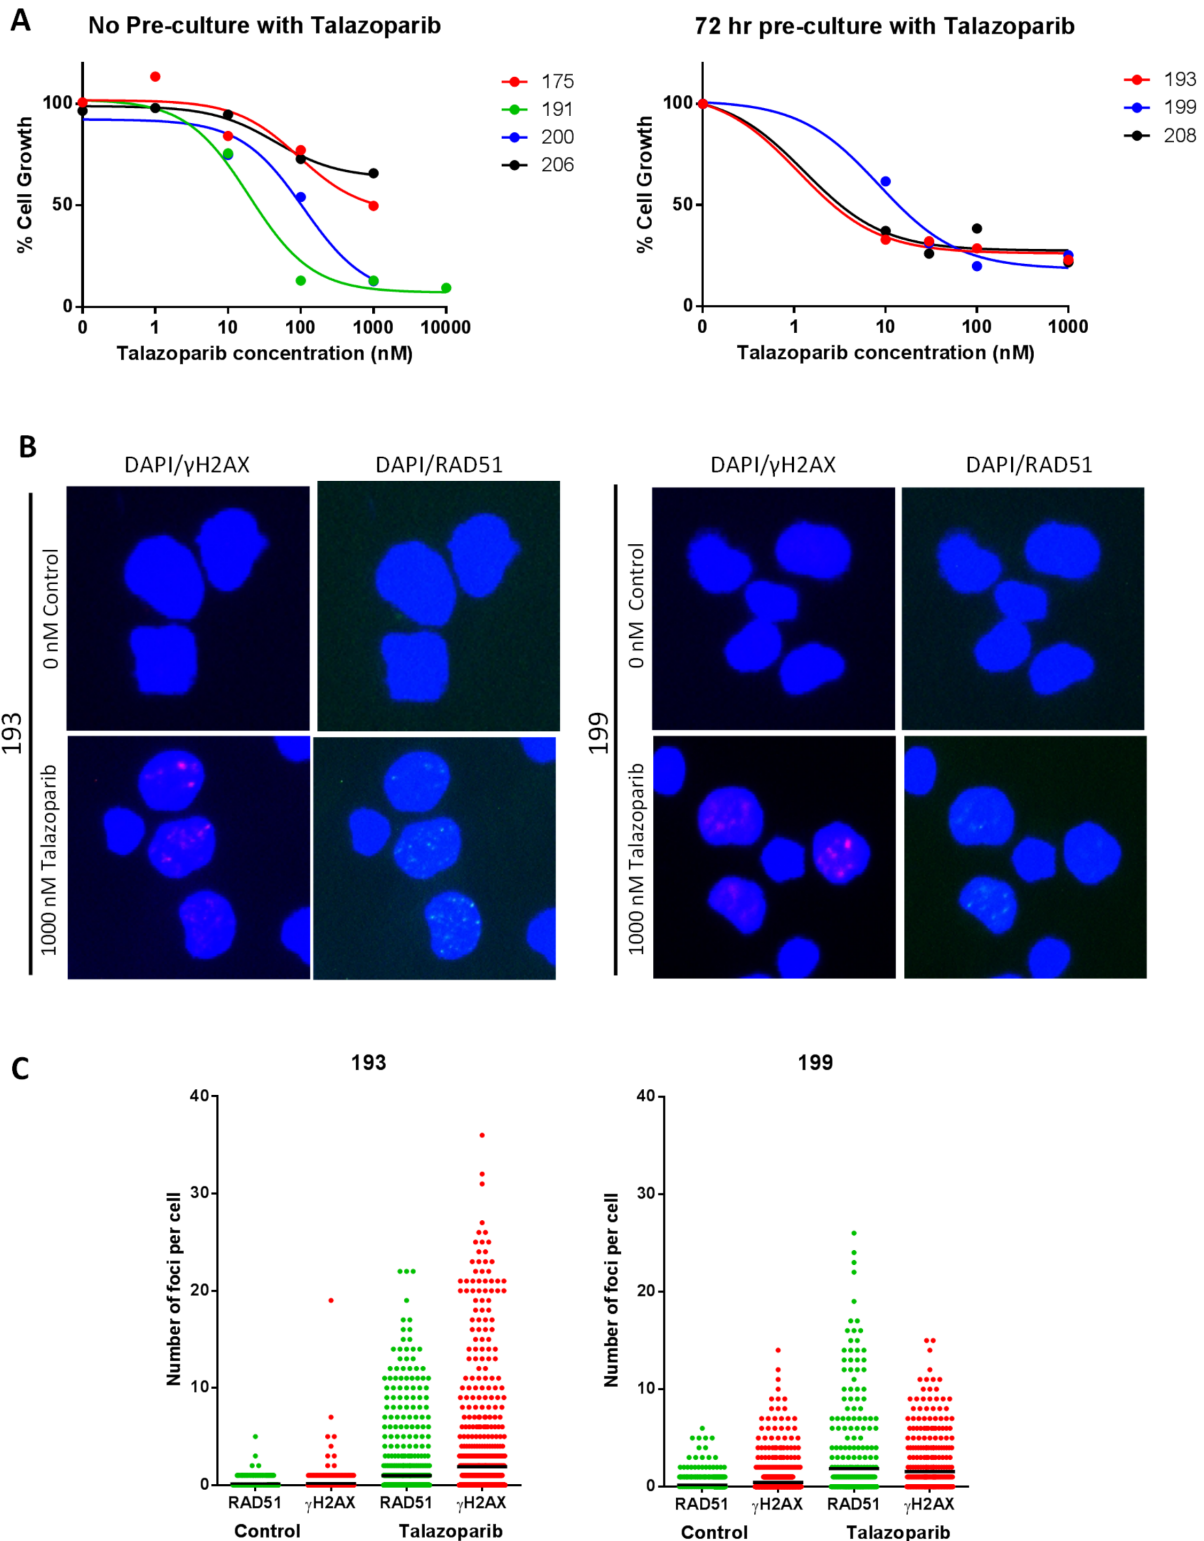 A
No Pre-culture with Talazoparib
100
50
0
% Cell Growth
0 1 10 100 1000 10000
Talazoparib concentration (nM)
175
191
200
206
72 hr pre-culture with Talazoparib
100
50
0
% Cell Growth
0 1 10 100 1000
Talazoparib concentration (nM)
193
199
208
B
DAPI/γH2AX DAPI/RAD51
193
0 nM Control
1000 nM Talazoparib
DAPI/γH2AX DAPI/RAD51
199
0 nM Control
1000 nM Talazoparib
C
193
40
30
20
10
0
Number of foci per cell
RAD51 γH2AX RAD51 γH2AX
Control Talazoparib
199
40
30
20
10
0
Number of foci per cell
RAD51 γH2AX RAD51 γH2AX
Control Talazoparib